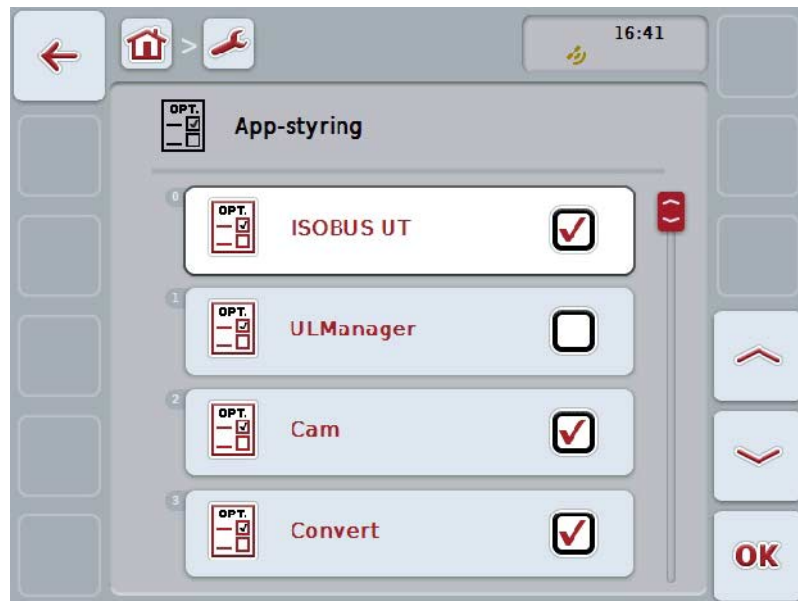 16:41
OPT.
App-styring
0
OPT.
ISOBUS UT
1
OPT.
ULManager
2
OPT.
Cam
3
OPT.
Convert
OK